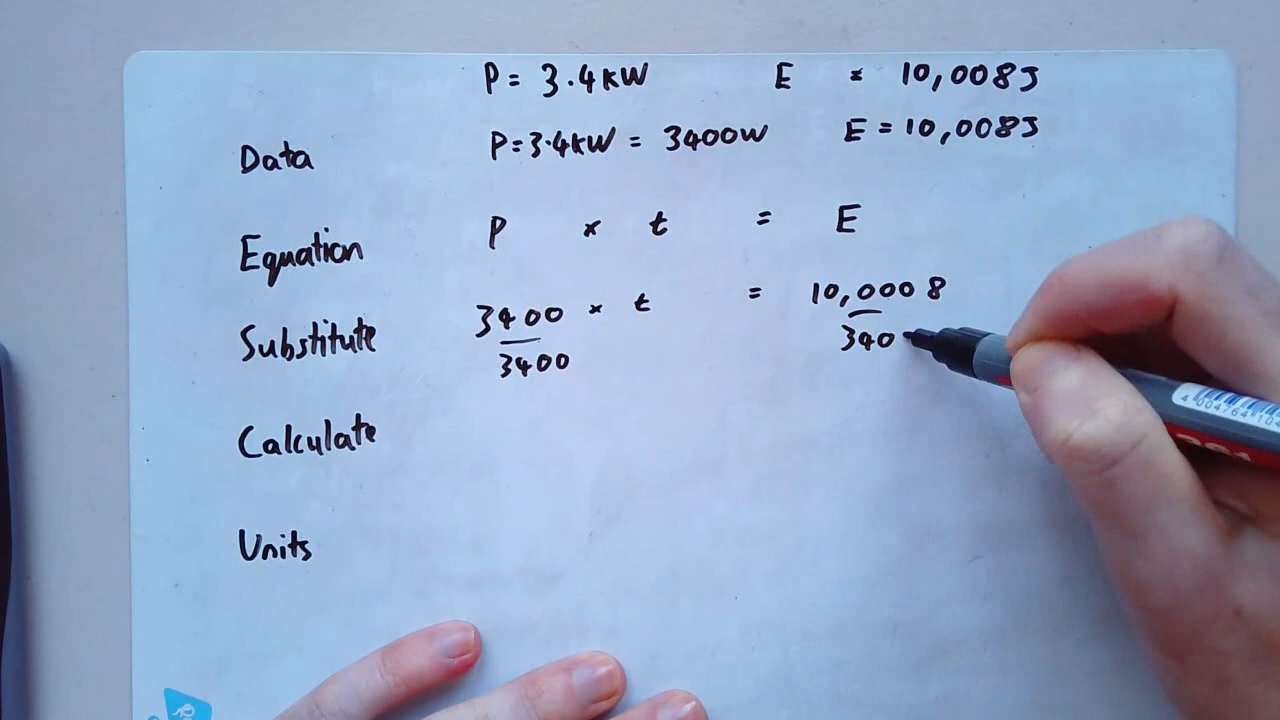 P = 3.4kW E = 10,008J
Data P=3.4kW = 3400W E = 10,008J
Equation P × t = E
Substitute 3400 × t = 10,0008
3400 340
Calculate
Units